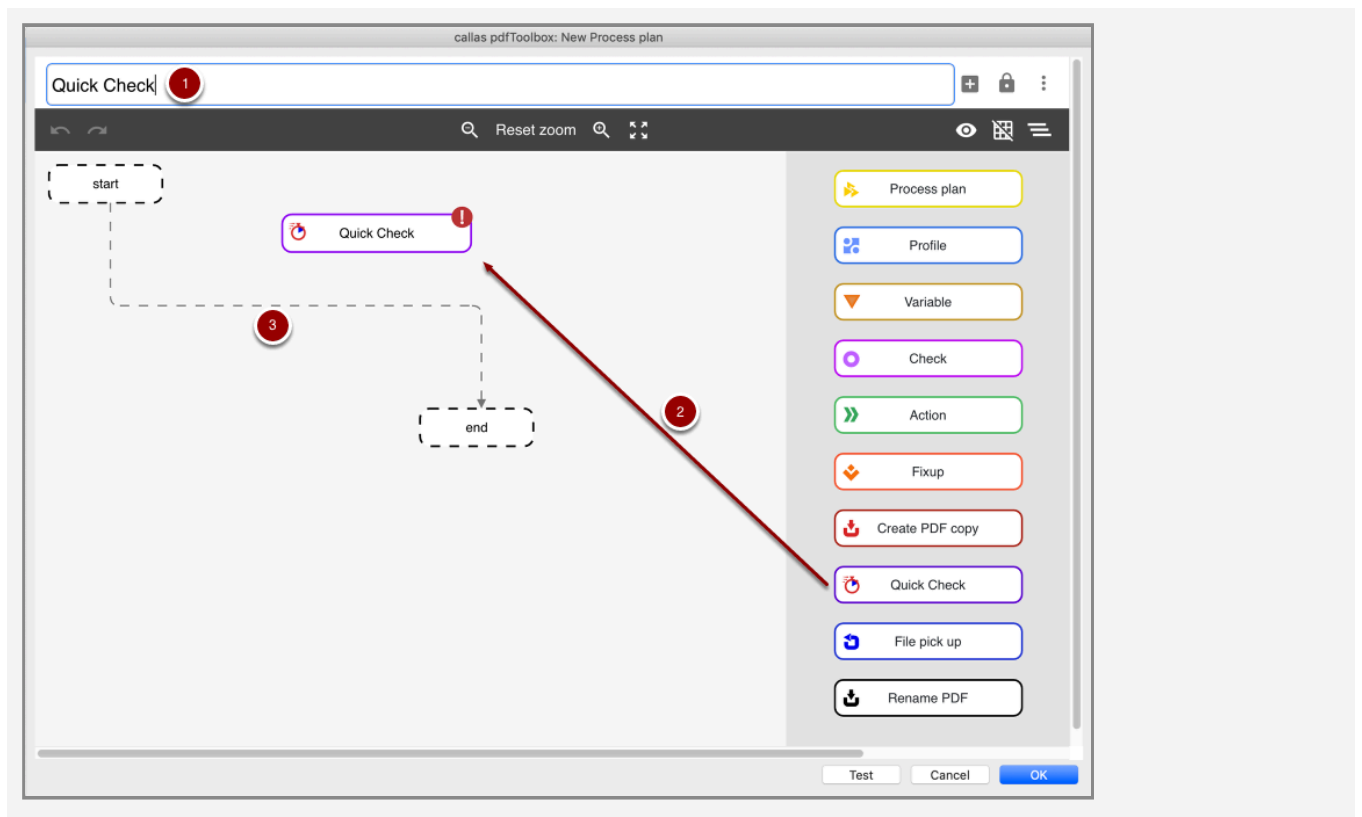 callas pdfToolbox: New Process plan
Quick Check
1
Reset zoom
start
Quick Check
!
3
end
2
Process plan
Profile
Variable
Check
Action
Fixup
Create PDF copy
Quick Check
File pick up
Rename PDF
Test
Cancel
OK